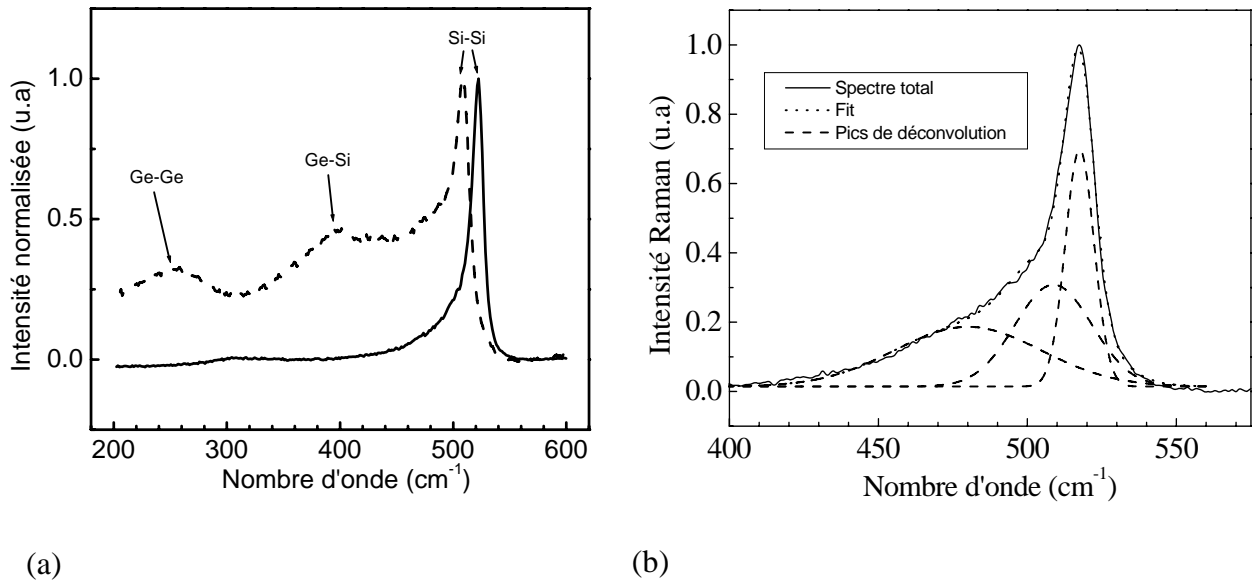 Si-Si
Ge-Si
Ge-Ge
Intensité normalisée (u.a)
1.0
0.5
0.0
200
300
400
500
600
Nombre d'onde (cm⁻¹)
(a)
Spectre total
Fit
Pics de déconvolution
Intensité Raman (u.a)
1.0
0.8
0.6
0.4
0.2
0.0
400
450
500
550
Nombre d'onde (cm⁻¹)
(b)